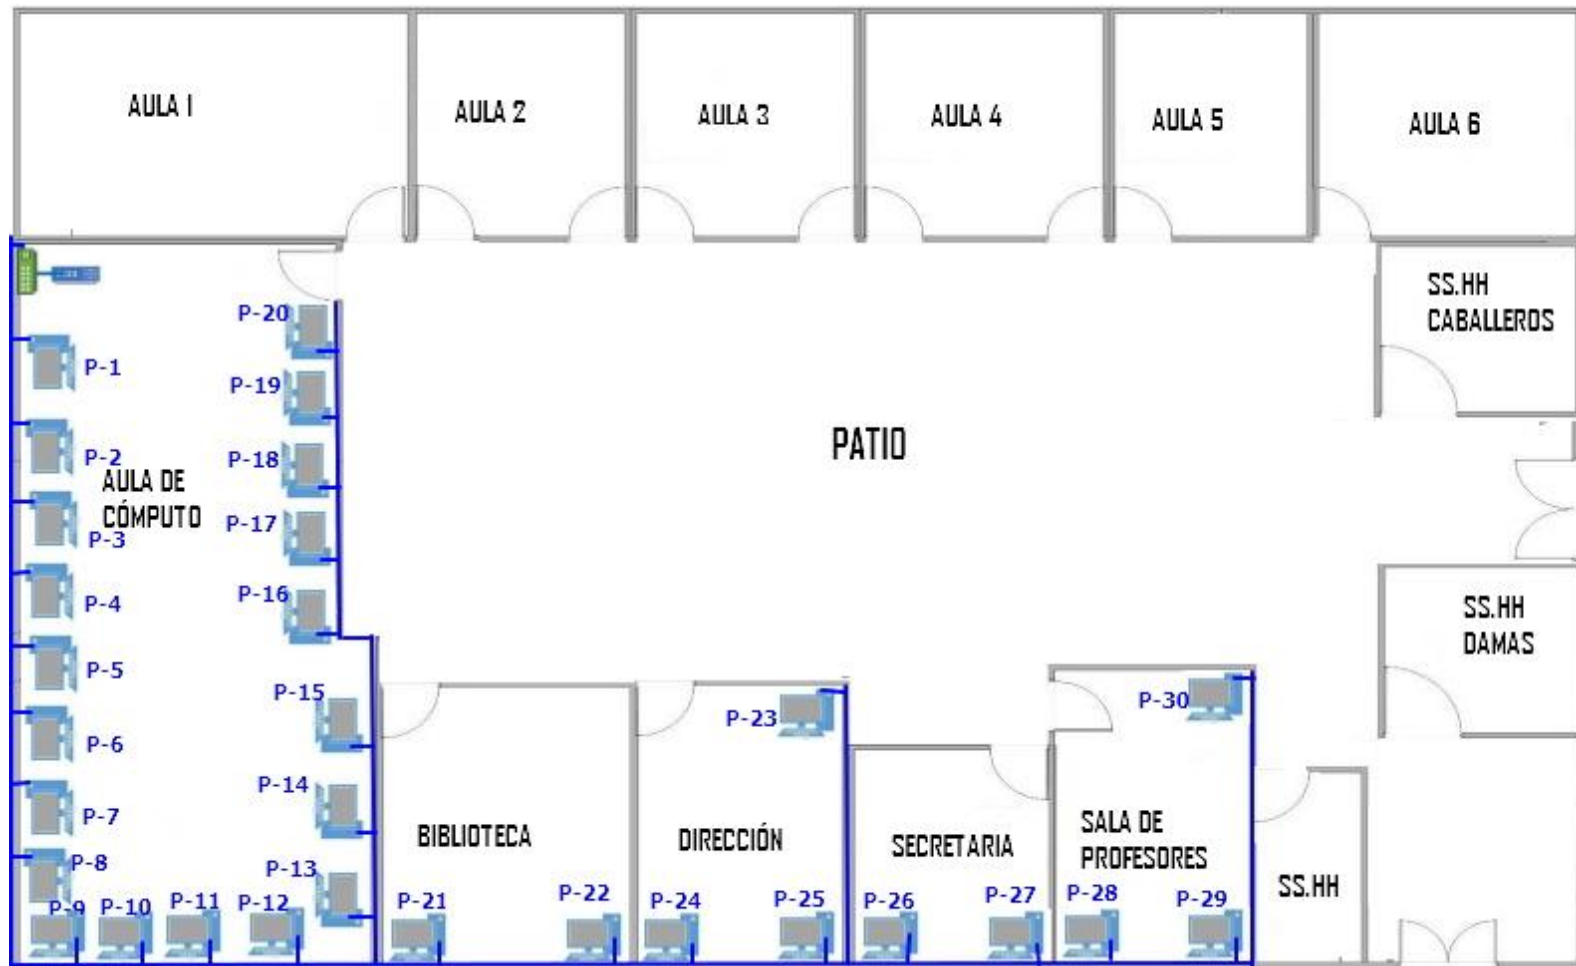 AULA 1
AULA 2
AULA 3
AULA 4
AULA 5
AULA 6
SS.HH
CABALLEROS
P-20
P-1
P-19
PATIO
P-2
P-18
AULA DE
CÓMPUTO
P-3
P-17
P-4
P-16
SS.HH
DAMAS
P-5
P-15
P-30
P-6
P-23
P-14
P-7
BIBLIOTECA
DIRECCIÓN
SECRETARIA
SALA DE
PROFESORES
P-8
P-13
SS.HH
P-9
P-10
P-11
P-12
P-21
P-22
P-24
P-25
P-26
P-27
P-28
P-29